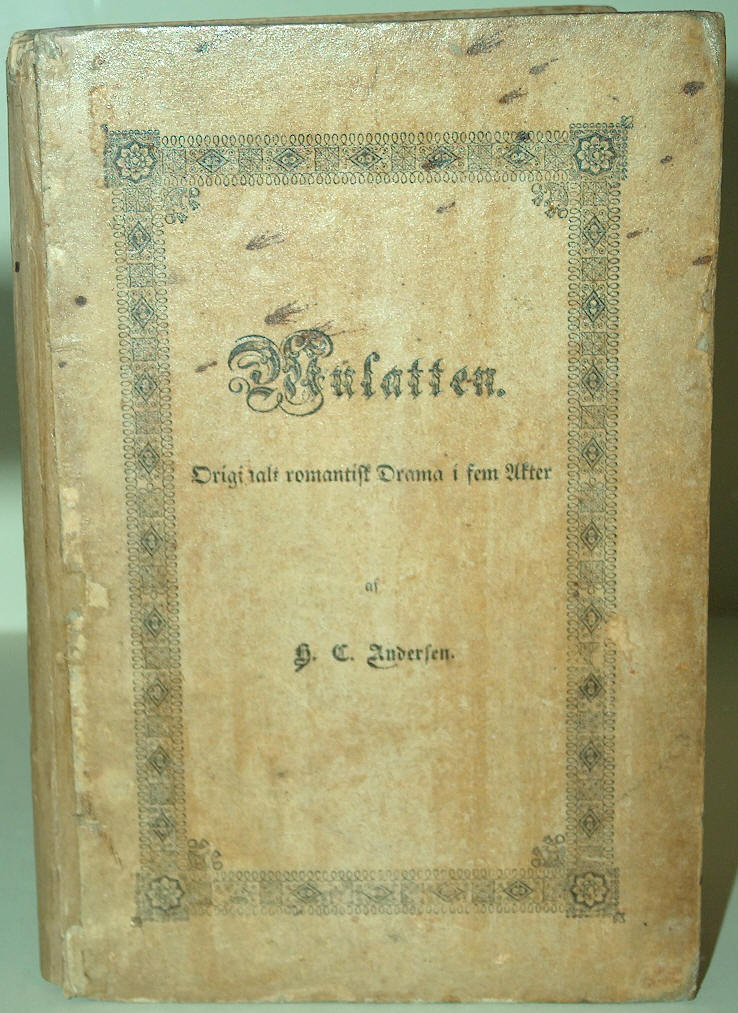 Mulatten.
Originalt romantisk Drama i fem Akter
af
H. C. Andersen.